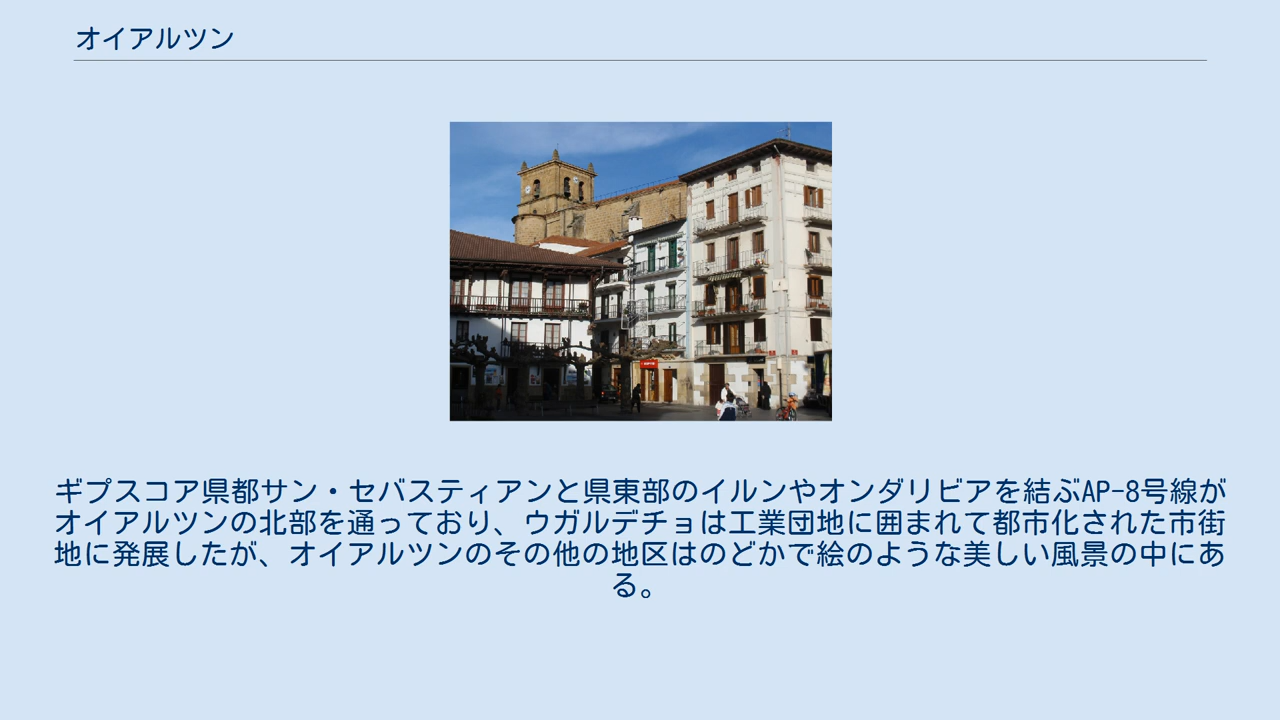 オイアルツン
ギプスコア県都サン・セバスティアンと県東部のイルンやオンダリビアを結ぶAP-8号線が
オイアルツンの北部を通っており、ウガルデチョは工業団地に囲まれて都市化された市街
地に発展したが、オイアルツンのその他の地区はのどかで絵のような美しい風景の中にあ
る。